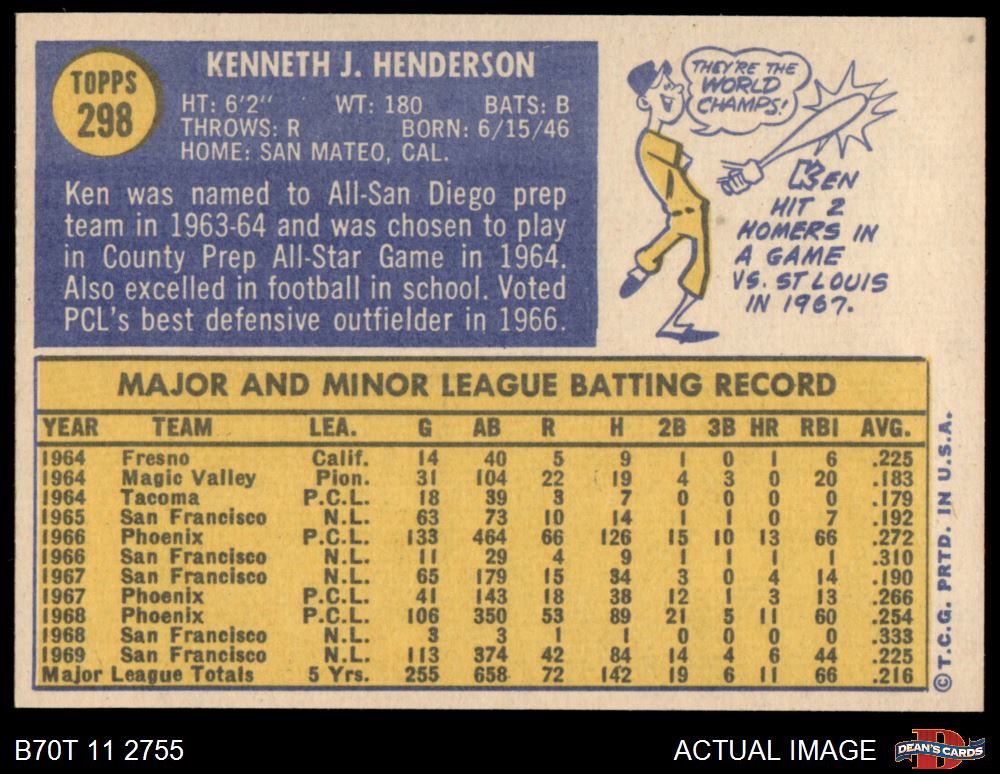 TOPPS
298
KENNETH J. HENDERSON
HT: 6'2" WT: 180 BATS: B
THROWS: R BORN: 6/15/46
HOME: SAN MATEO, CAL.
Ken was named to All-San Diego prep
team in 1963-64 and was chosen to play
in County Prep All-Star Game in 1964.
Also excelled in football in school. Voted
PCL's best defensive outfielder in 1966.
THEY'RE THE
WORLD
CHAMPS!
KEN
HIT 2
HOMERS IN
A GAME
VS. ST LOUIS
IN 1967.
MAJOR AND MINOR LEAGUE BATTING RECORD
YEAR TEAM LEA. G AB R H 2B 3B HR RBI AVG.
1964 Fresno Calif. 14 40 5 9 1 0 1 6 .225
1964 Magic Valley Pion. 31 104 22 19 4 3 0 20 .183
1964 Tacoma P.C.L. 18 39 3 7 0 0 0 0 .179
1965 San Francisco N.L. 63 73 10 14 1 1 0 7 .192
1966 Phoenix P.C.L. 133 464 66 126 15 10 13 66 .272
1966 San Francisco N.L. 11 29 4 9 1 1 1 1 .310
1967 San Francisco N.L. 65 179 15 34 3 0 4 14 .190
1967 Phoenix P.C.L. 41 143 18 38 12 1 3 13 .266
1968 Phoenix P.C.L. 106 350 53 89 21 5 11 60 .254
1968 San Francisco N.L. 3 3 1 1 0 0 0 0 .333
1969 San Francisco N.L. 113 374 42 84 14 4 6 44 .225
Major League Totals 5 Yrs. 255 658 72 142 19 6 11 66 .216
© T.C.G. PRTD. IN U.S.A.
B70T 11 2755
ACTUAL IMAGE
D
DEAN'S CARDS